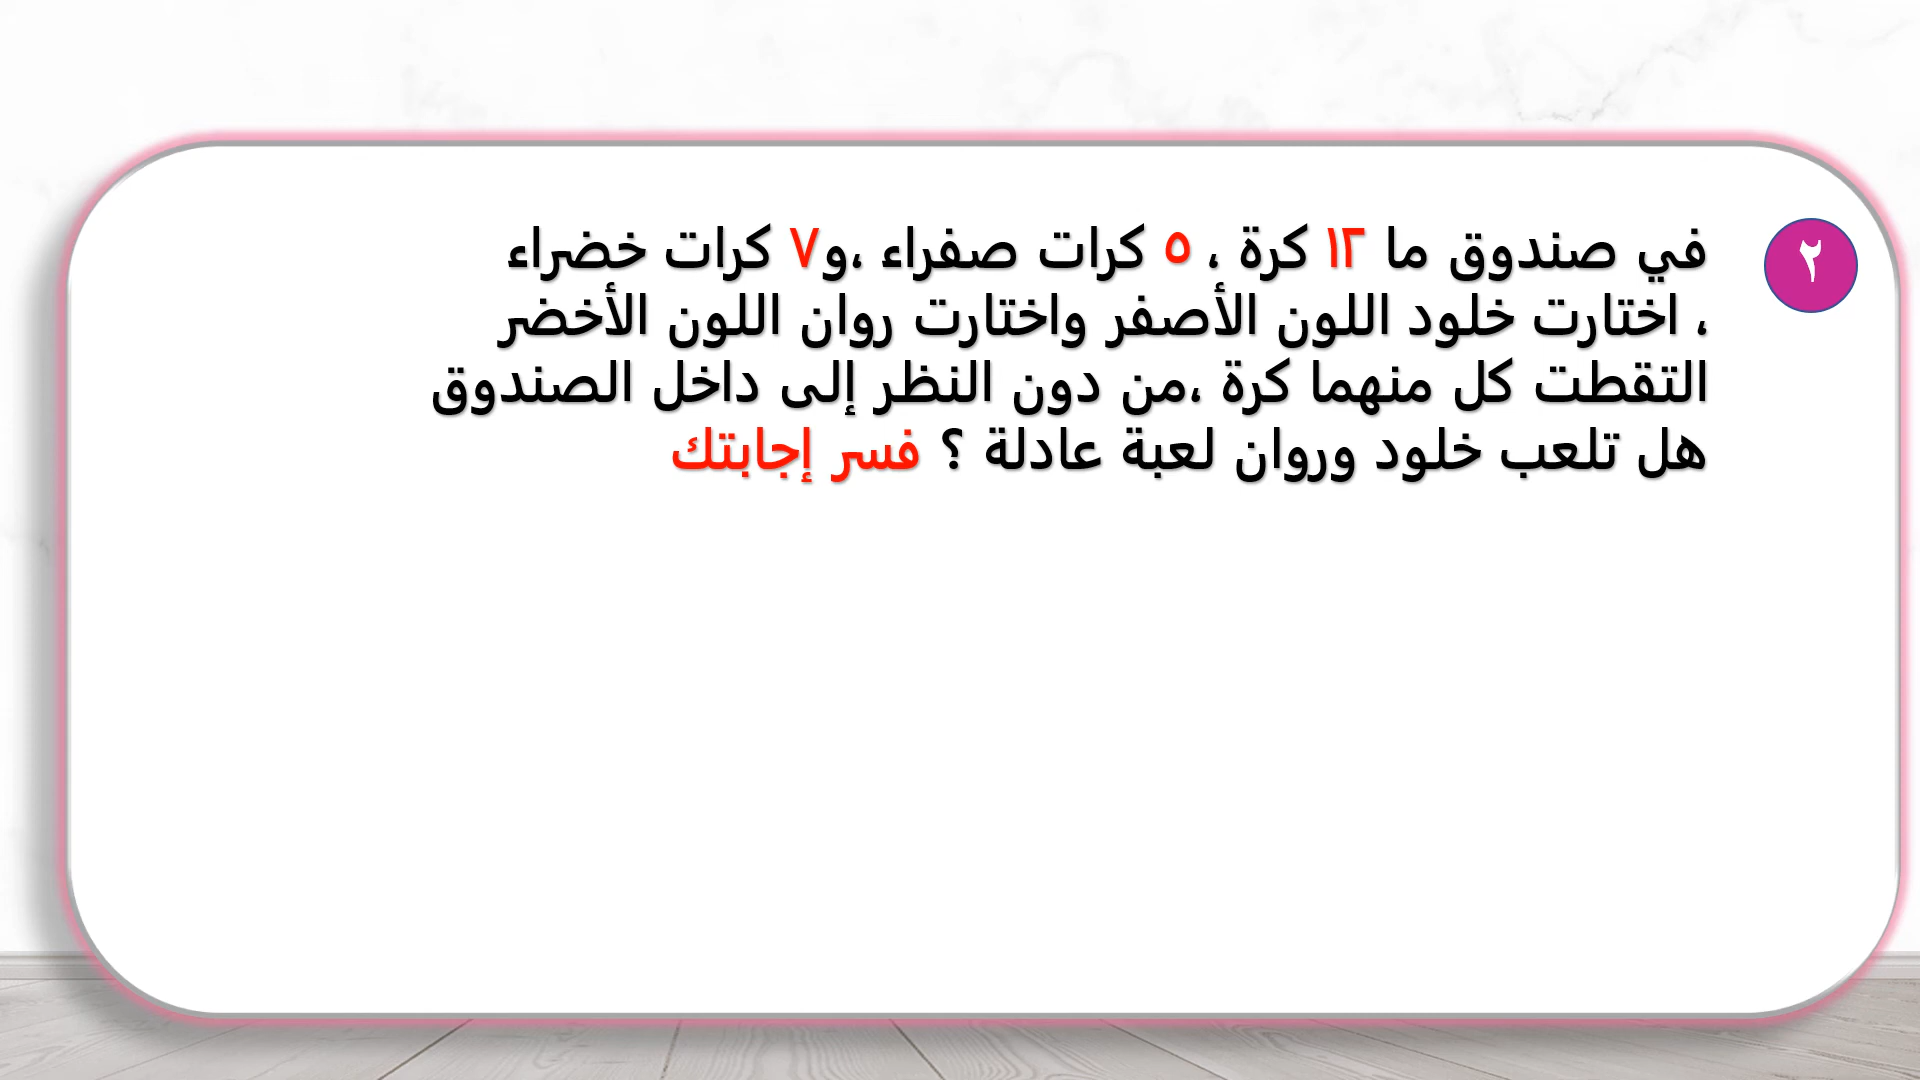 ٢
في صندوق ما ١٢ كرة ، ٥ كرات صفراء ،و٧ كرات خضراء
، اختارت خلود اللون الأصفر واختارت روان اللون الأخضر
التقطت كل منهما كرة ،من دون النظر إلى داخل الصندوق
هل تلعب خلود وروان لعبة عادلة ؟ فسر إجابتك